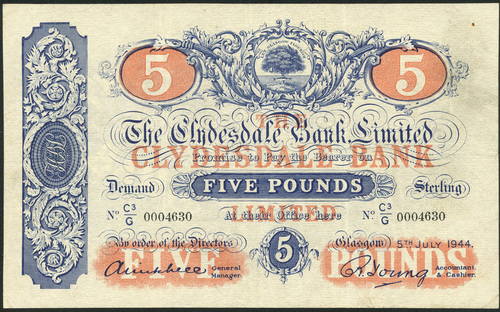 5 5
THE
The Clydesdale Bank Limited
Promise to Pay the Bearer on
CLYDESDALE BANK
Demand FIVE POUNDS Sterling
Nº C3/G 0004630 At their Office here Nº C3/G 0004630
LIMITED
By order of the Directors Glasgow 5TH JULY 1944.
FIVE 5 POUNDS
General Manager. R. Young Accountant & Cashier.